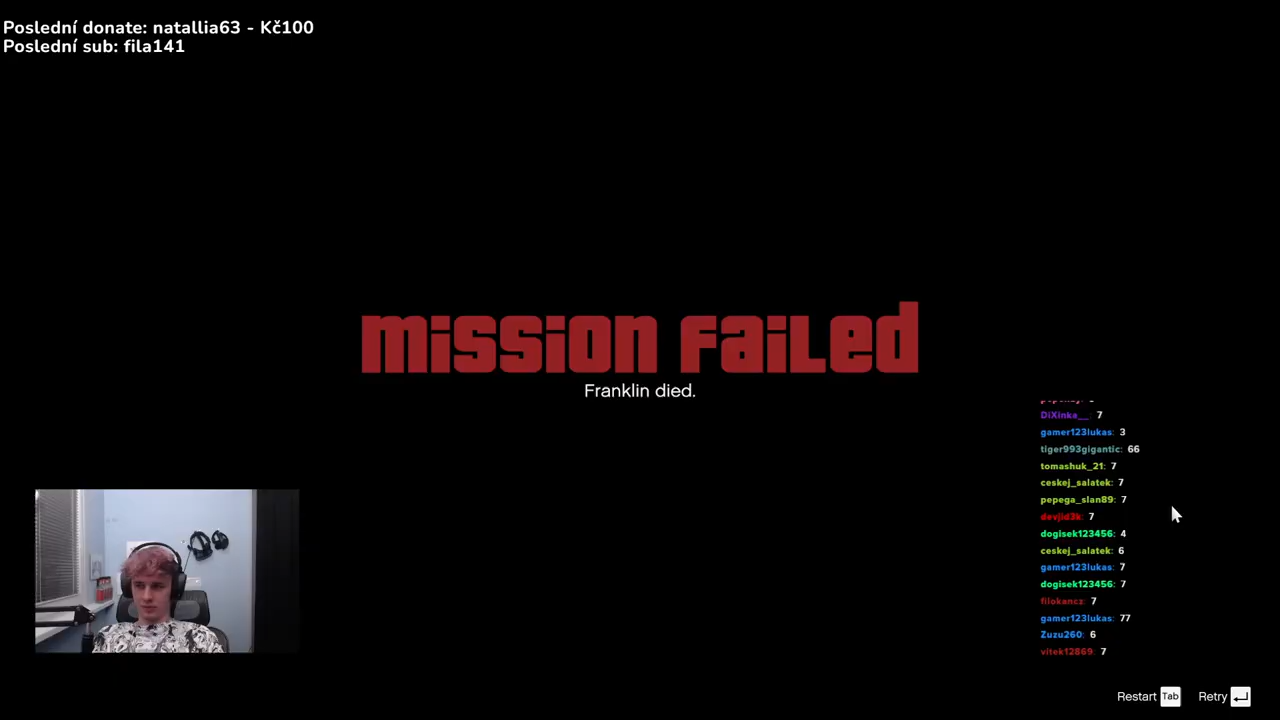 Poslední donate: natallia63 - Kč100
Poslední sub: fila141
mission failed
Franklin died.
DiXinka__: 7
gamer123lukas: 3
tiger993gigantic: 66
tomashuk_21: 7
ceskej_salatek: 7
pepega_slan89: 7
devjid3k: 7
dogisek123456: 4
ceskej_salatek: 6
gamer123lukas: 7
dogisek123456: 7
filokancz: 7
gamer123lukas: 77
Zuzu260: 6
vitek12869: 7
Restart Tab Retry